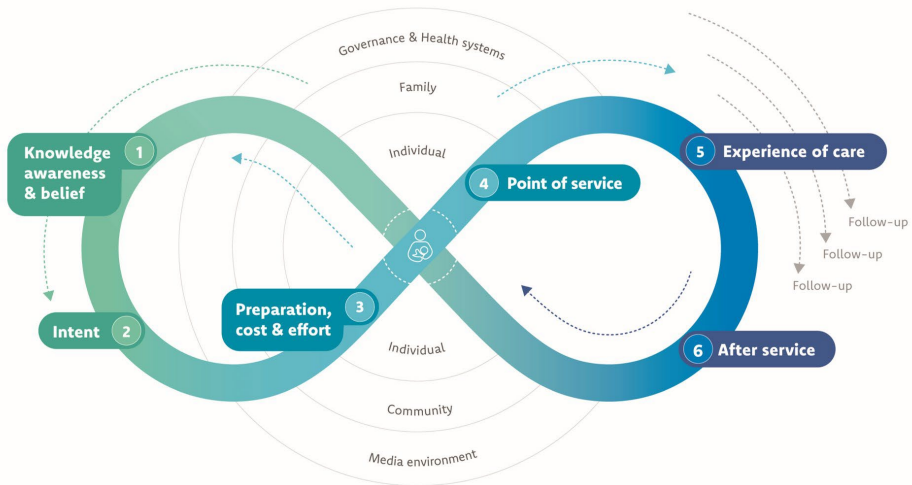 Governance & Health systems
Family
Individual
1
Knowledge
awareness
& belief
2
Intent
3
Preparation,
cost & effort
4
Point of service
5
Experience of care
Follow-up
Follow-up
Follow-up
6
After service
Individual
Community
Media environment